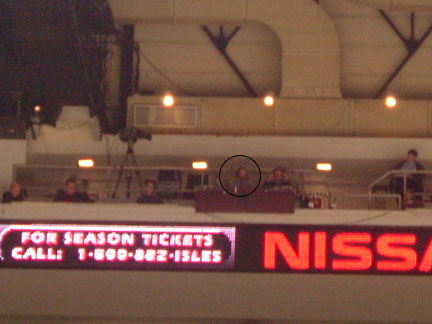 FOR SEASON TICKETS
CALL: 1-800-882-ISLES
NISSA